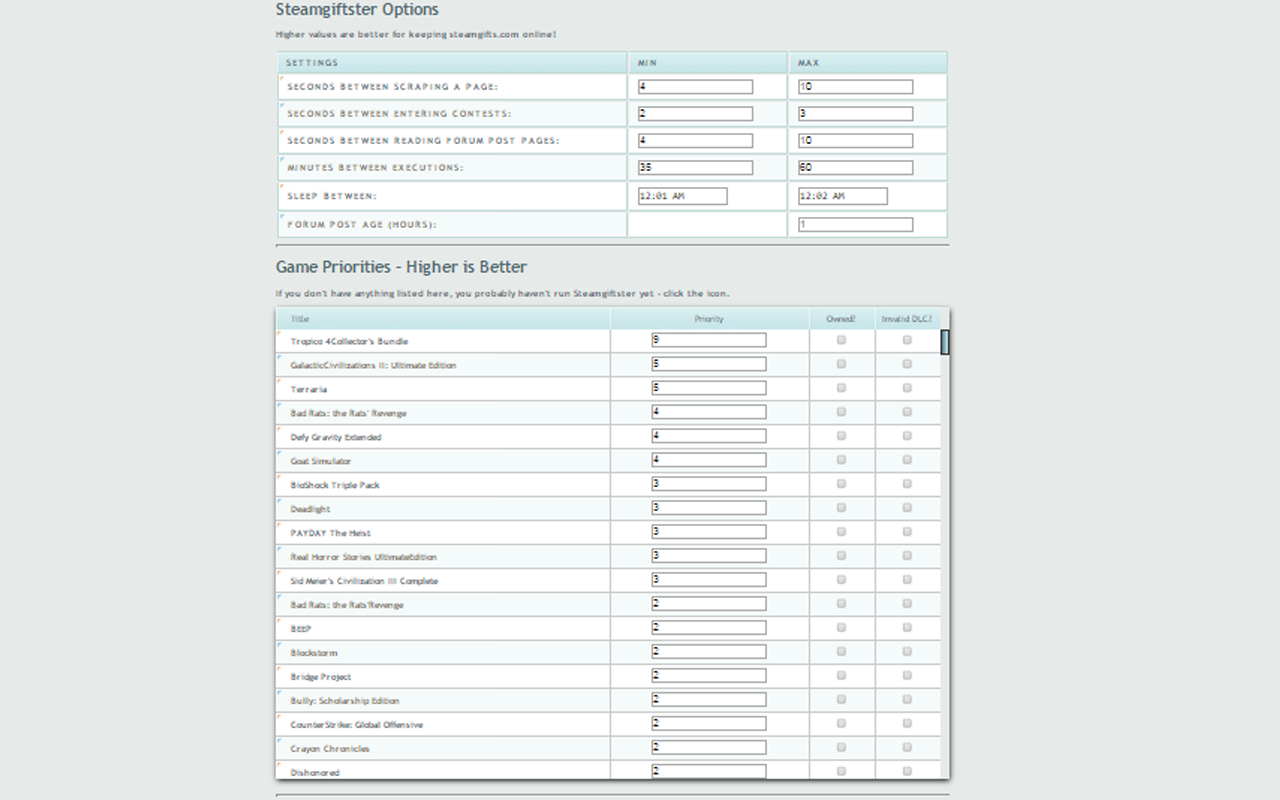 Steamgiftster Options
Higher values are better for keeping steamgifts.com online!
SETTINGS MIN MAX
SECONDS BETWEEN SCRAPING A PAGE: 4 10
SECONDS BETWEEN ENTERING CONTESTS: 2 3
SECONDS BETWEEN READING FORUM POST PAGES: 4 10
MINUTES BETWEEN EXECUTIONS: 35 60
SLEEP BETWEEN: 12:01 AM 12:02 AM
FORUM POST AGE (HOURS): 1
Game Priorities - Higher is Better
If you don't have anything listed here, you probably haven't run Steamgiftster yet - click the icon.
Title Priority Owned? Invalid DLC?
Tropico 4Collector's Bundle 9
GalacticCivilizations II: Ultimate Edition 5
Terraria 5
Bad Rats: the Rats' Revenge 4
Defy Gravity Extended 4
Goat Simulator 4
BioShock Triple Pack 3
Deadlight 3
PAYDAY The Heist 3
Real Horror Stories UltimateEdition 3
Sid Meier's Civilization III Complete 3
Bad Rats: the Rats'Revenge 2
BEEP 2
Blockstorm 2
Bridge Project 2
Bully: Scholarship Edition 2
CounterStrike: Global Offensive 2
Crayon Chronicles 2
Dishonored 2